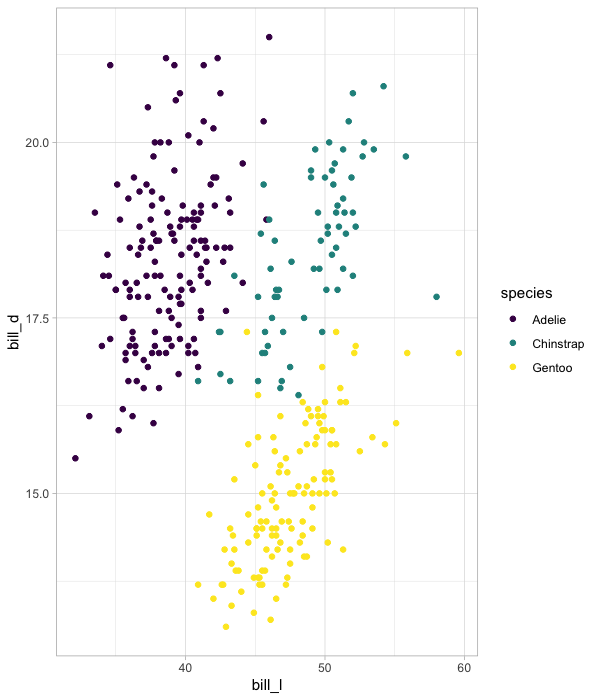 20.0
17.5
15.0
bill_d
40
50
60
bill_l
species
Adelie
Chinstrap
Gentoo